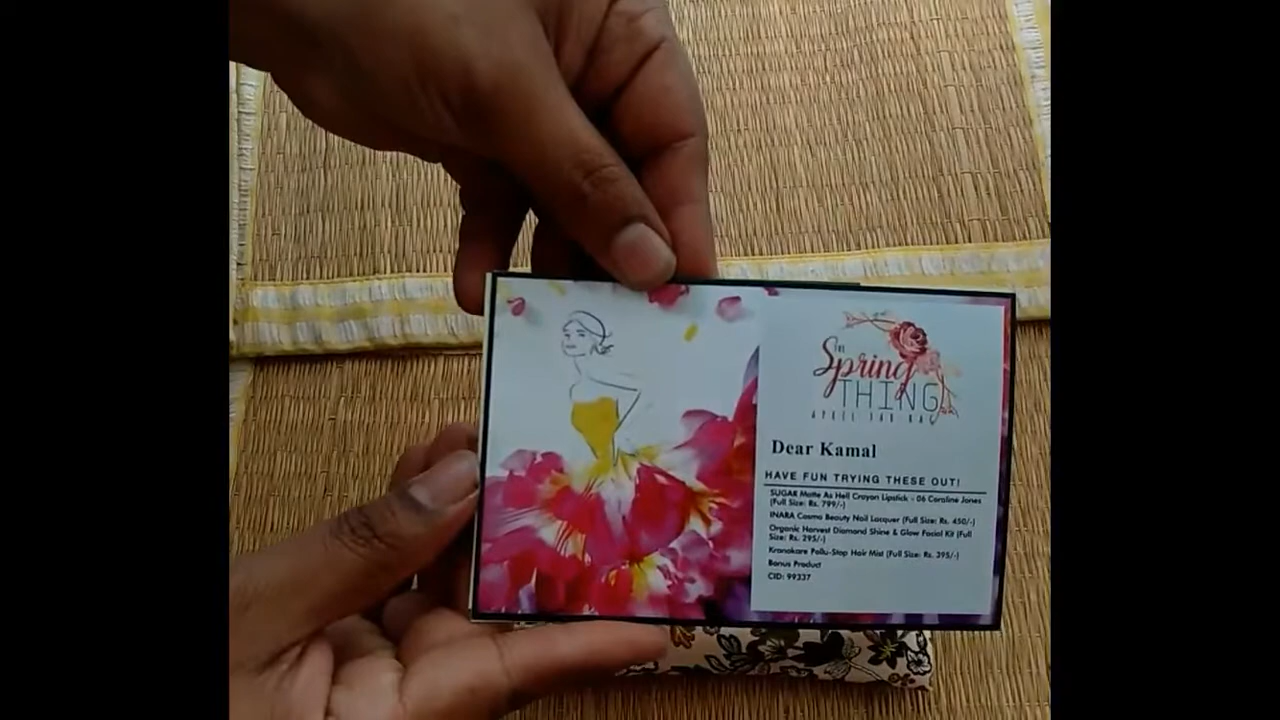 In
Spring
THING
APRIL FAB BAG
Dear Kamal
HAVE FUN TRYING THESE OUT!
SUGAR Matte As Hell Crayon Lipstick - 06 Coraline Jones
(Full Size: Rs. 799/-)
INARA Cosmo Beauty Nail Lacquer (Full Size: Rs. 450/-)
Organic Harvest Diamond Shine & Glow Facial Kit (Full
Size: Rs. 295/-)
Kronokare Pollu-Stop Hair Mist (Full Size: Rs. 395/-)
Bonus Product
CID: 99337